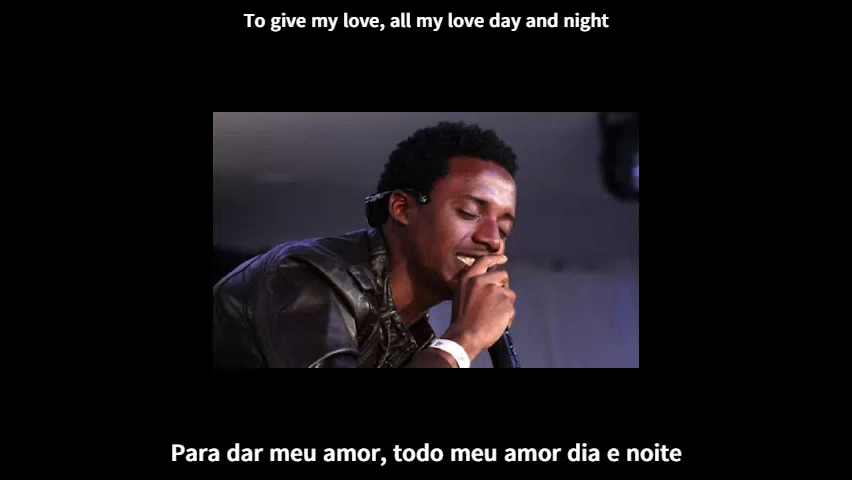 To give my love, all my love day and night
Para dar meu amor, todo meu amor dia e noite